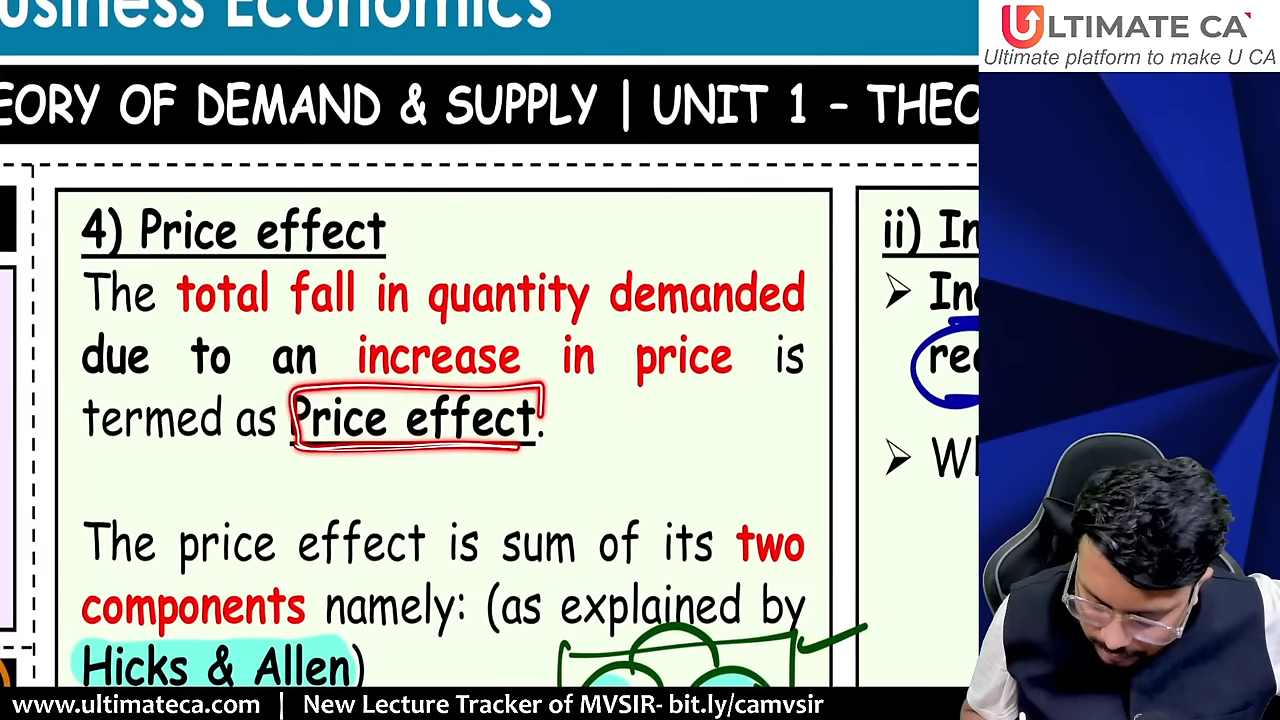 usiness Economics
ULTIMATE CA
Ultimate platform to make U CA
EORY OF DEMAND & SUPPLY | UNIT 1 – THEO
4) Price effect
The total fall in quantity demanded
due to an increase in price is
termed as Price effect.
The price effect is sum of its two
components namely: (as explained by
Hicks & Allen)
ii) In
➢ Inc
rec
➢ Wh
www.ultimateca.com | New Lecture Tracker of MVSIR- bit.ly/camvsir